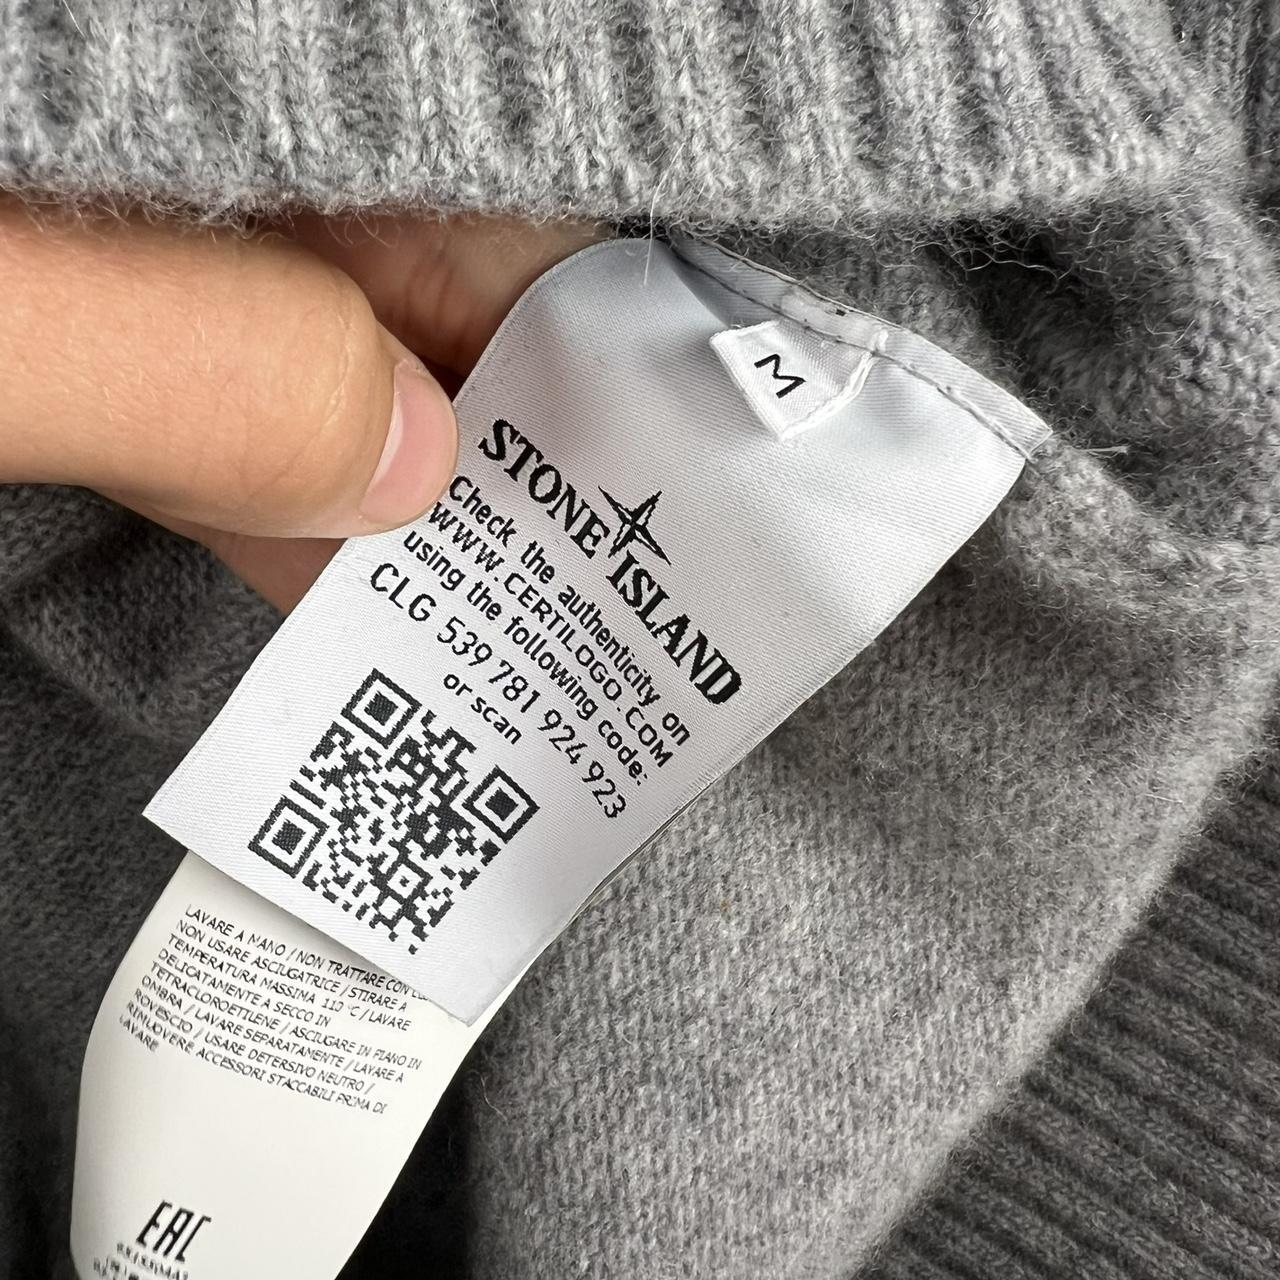 M
STONE ISLAND
Check the authenticity on
WWW.CERTILOGO.COM
using the following code:
CLG 539 781 924 923
or scan
LAVARE A MANO / NON TRATTARE CON
NON USARE ASCIUGATRICE / STIRARE A
TEMPERATURA MASSIMA 110 °C / LAVARE
DELICATAMENTE A SECCO IN
TETRACLOROETILENE / ASCIUGARE IN PIANO IN
OMBRA / LAVARE SEPARATAMENTE / LAVARE A
ROVESCIO / USARE DETERSIVO NEUTRO /
RIMUOVERE ACCESSORI STACCABILI PRIMA DI
LAVARE
EAC